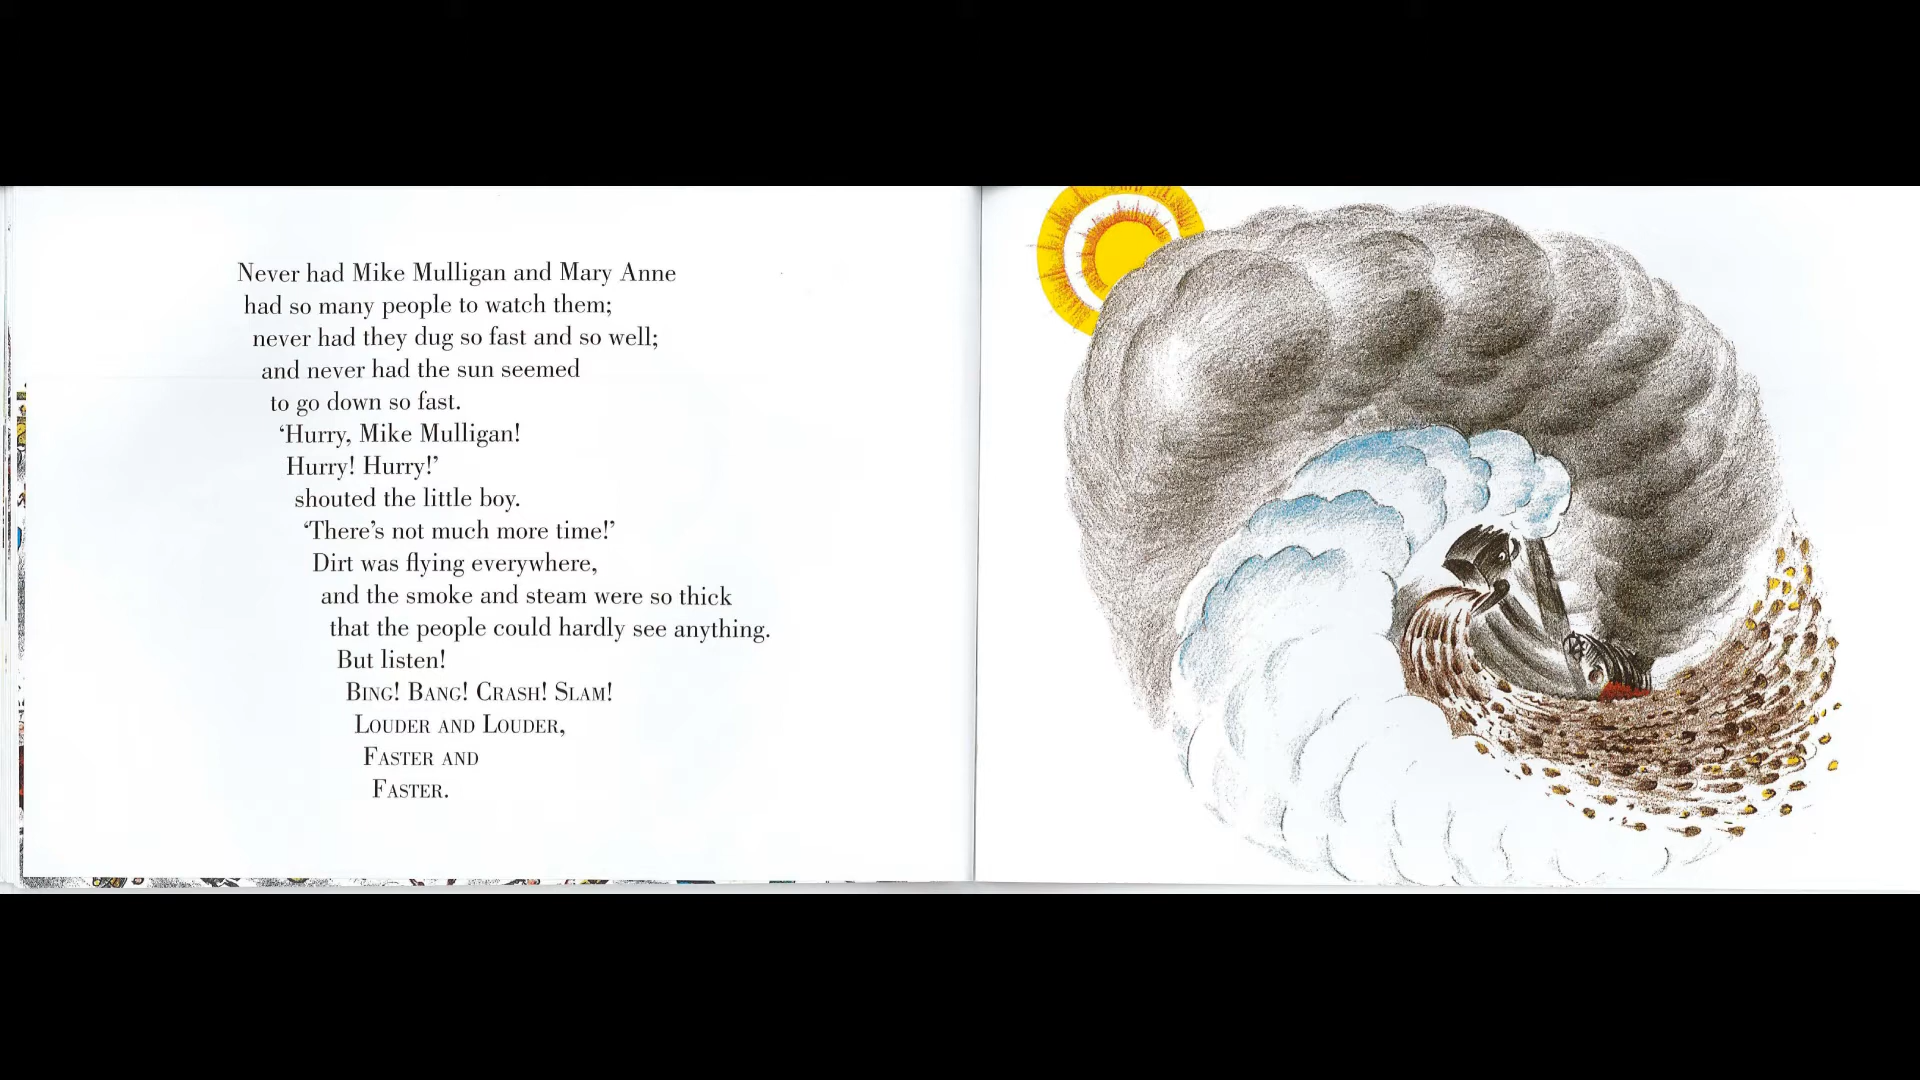 Never had Mike Mulligan and Mary Anne
had so many people to watch them;
never had they dug so fast and so well;
and never had the sun seemed
to go down so fast.
‘Hurry, Mike Mulligan!
Hurry! Hurry!’
shouted the little boy.
‘There’s not much more time!’
Dirt was flying everywhere,
and the smoke and steam were so thick
that the people could hardly see anything.
But listen!
BING! BANG! CRASH! SLAM!
LOUDER AND LOUDER,
FASTER AND
FASTER.